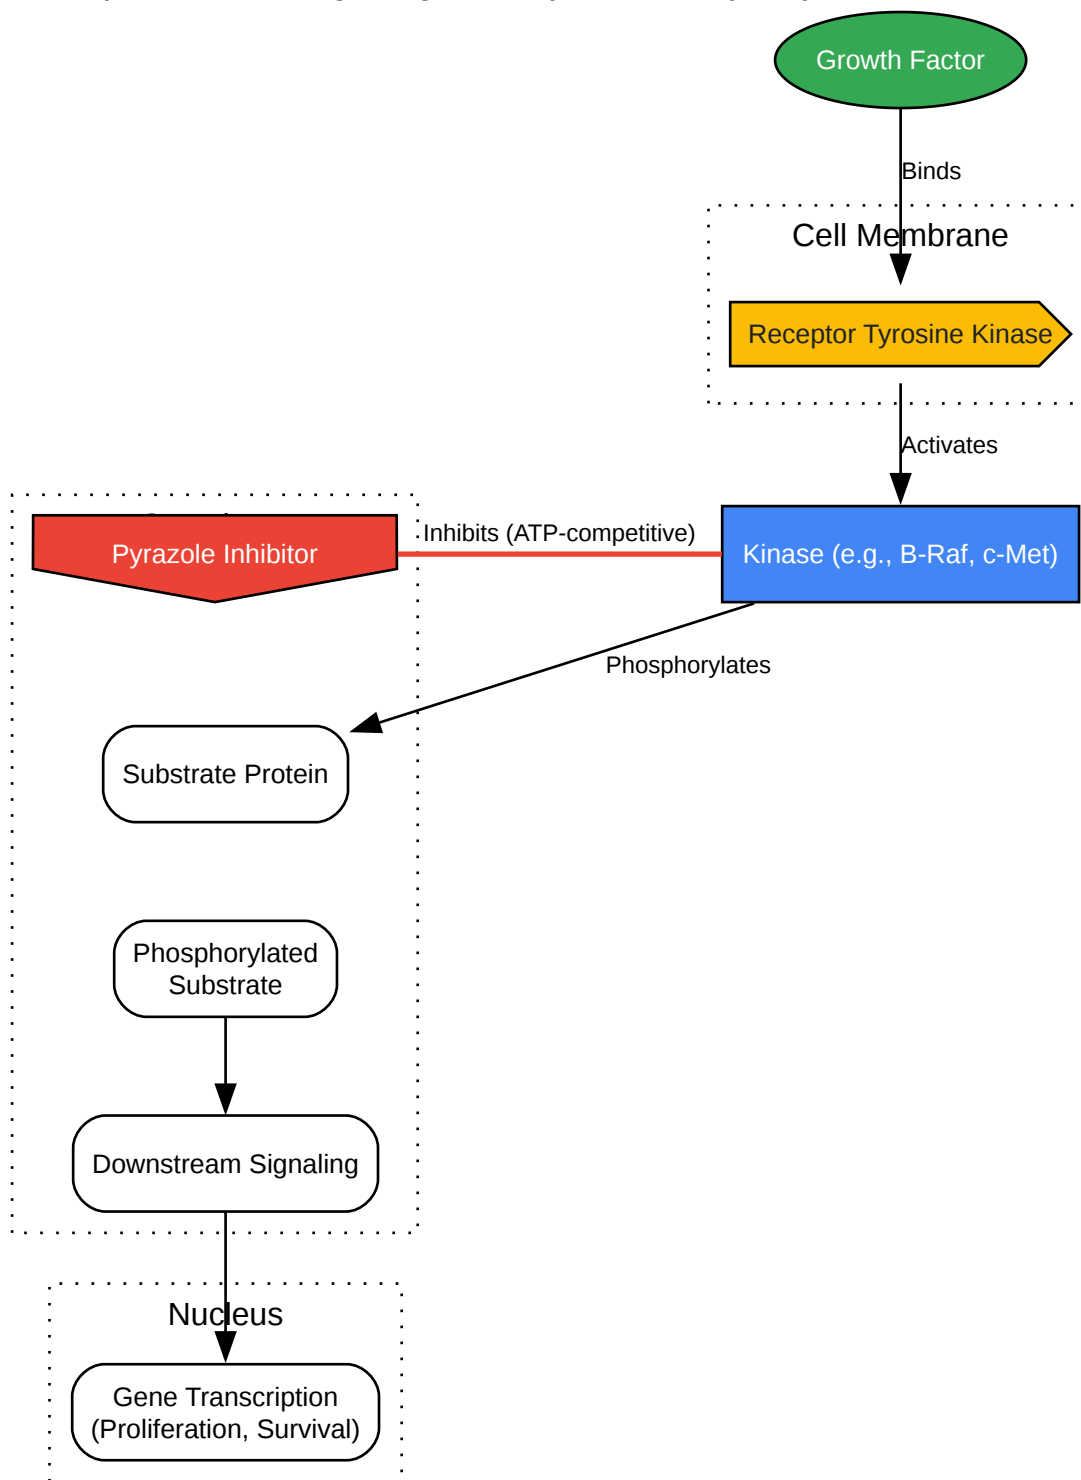 Growth Factor
Binds
Cell Membrane
Receptor Tyrosine Kinase
Activates
Pyrazole Inhibitor
Inhibits (ATP-competitive)
Kinase (e.g., B-Raf, c-Met)
Phosphorylates
Substrate Protein
Phosphorylated
Substrate
Downstream Signaling
Nucleus
Gene Transcription
(Proliferation, Survival)